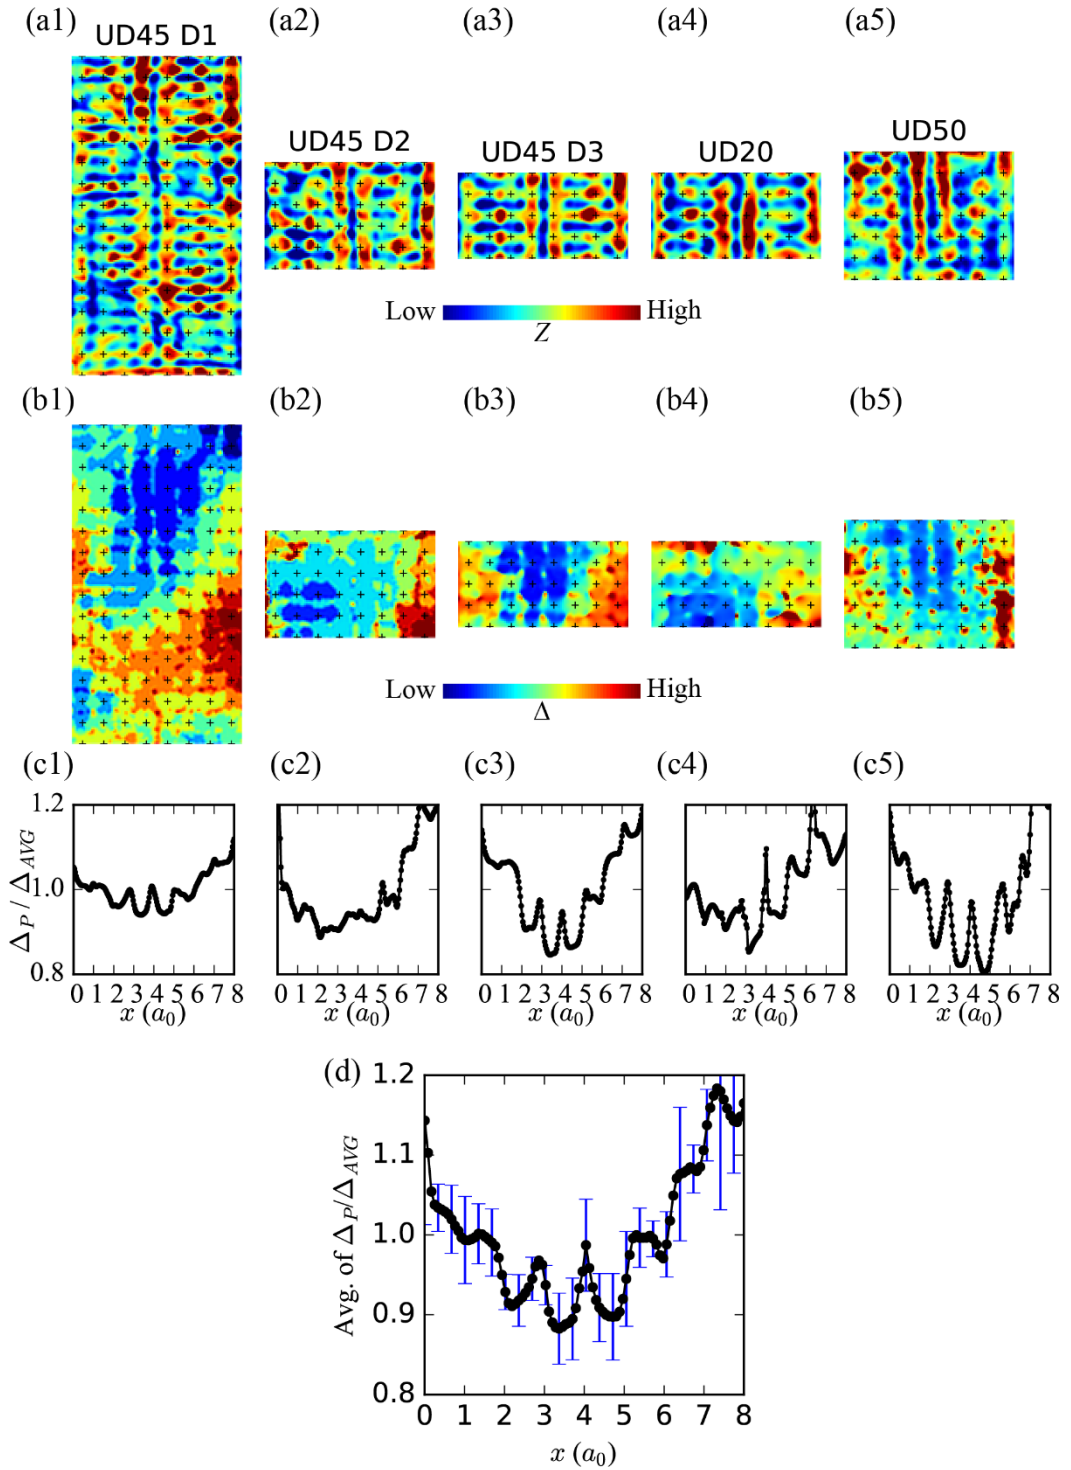 (a1) (a2) (a3) (a4) (a5)
UD45 D1
UD45 D2 UD45 D3 UD20 UD50
Low High
Z
(b1) (b2) (b3) (b4) (b5)
Low High
Δ
(c1) (c2) (c3) (c4) (c5)
1.2
1.0
0.8
Δ_P / Δ_AVG
0 1 2 3 4 5 6 7 8 0 1 2 3 4 5 6 7 8 0 1 2 3 4 5 6 7 8 0 1 2 3 4 5 6 7 8 0 1 2 3 4 5 6 7 8
x (a₀) x (a₀) x (a₀) x (a₀) x (a₀)
(d)
1.2
1.1
1.0
0.9
0.8
Avg. of Δ_P/Δ_AVG
0 1 2 3 4 5 6 7 8
x (a₀)